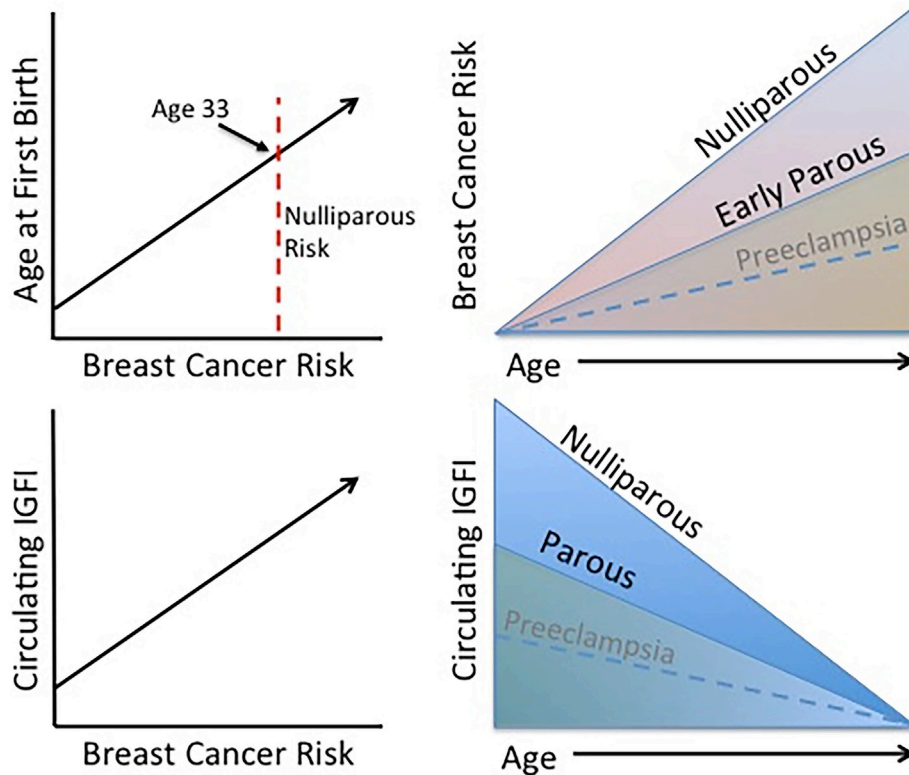 Age at First Birth
Age 33
Nulliparous
Risk
Breast Cancer Risk
Breast Cancer Risk
Nulliparous
Early Parous
Preeclampsia
Age
Circulating IGFI
Breast Cancer Risk
Circulating IGFI
Nulliparous
Parous
Preeclampsia
Age